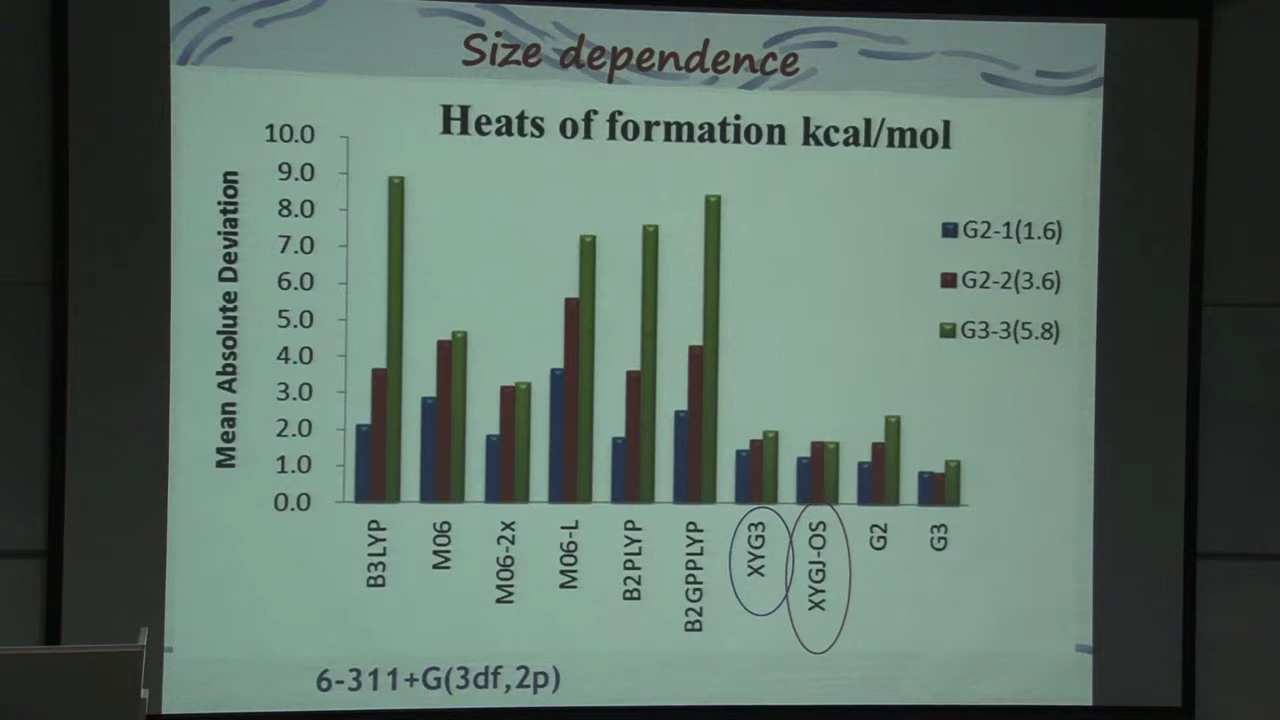 Size dependence
Heats of formation kcal/mol
Mean Absolute Deviation
10.0
9.0
8.0
7.0
6.0
5.0
4.0
3.0
2.0
1.0
0.0
G2-1(1.6)
G2-2(3.6)
G3-3(5.8)
B3LYP
M06
M06-2x
M06-L
B2PLYP
B2GPPLYP
XYG3
XYGJ-OS
G2
G3
6-311+G(3df,2p)